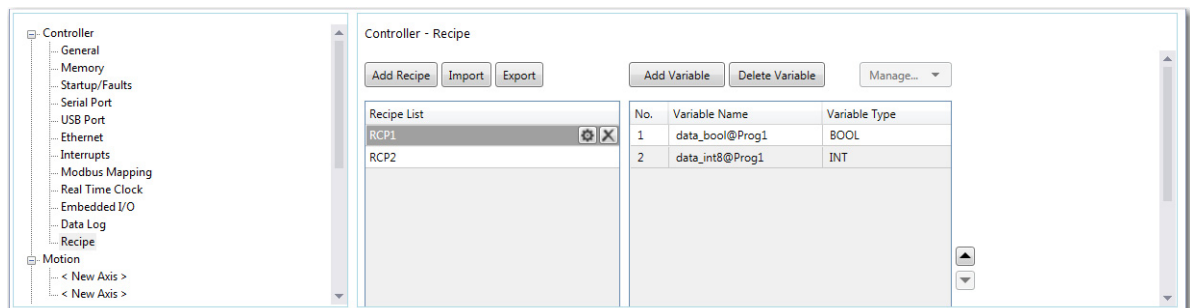 Controller
General
Memory
Startup/Faults
Serial Port
USB Port
Ethernet
Interrupts
Modbus Mapping
Real Time Clock
Embedded I/O
Data Log
Recipe
Motion
< New Axis >
< New Axis >
Controller - Recipe
Add Recipe Import Export Add Variable Delete Variable Manage...
Recipe List
RCP1
RCP2
No. Variable Name Variable Type
1 data_bool@Prog1 BOOL
2 data_int8@Prog1 INT